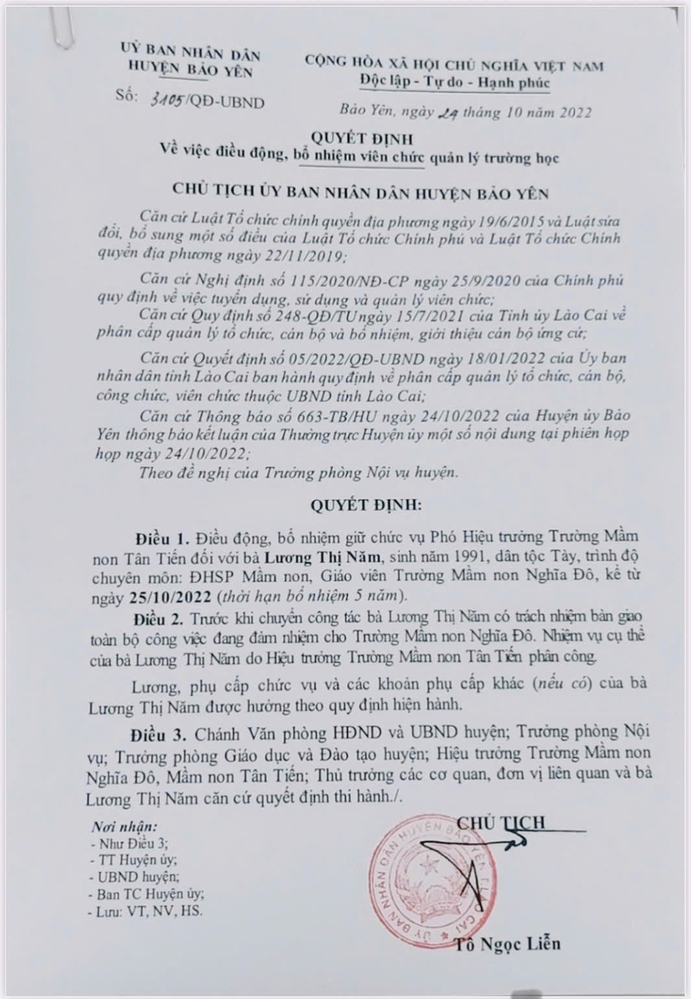 UỶ BAN NHÂN DÂN
HUYỆN BẢO YÊN
Số: 3105/QĐ-UBND
CỘNG HÒA XÃ HỘI CHỦ NGHĨA VIỆT NAM
Độc lập - Tự do - Hạnh phúc
Bảo Yên, ngày 24 tháng 10 năm 2022
QUYẾT ĐỊNH
Về việc điều động, bổ nhiệm viên chức quản lý trường học
CHỦ TỊCH ỦY BAN NHÂN DÂN HUYỆN BẢO YÊN
Căn cứ Luật Tổ chức chính quyền địa phương ngày 19/6/2015 và Luật sửa
đổi, bổ sung một số điều của Luật Tổ chức Chính phủ và Luật Tổ chức Chính
quyền địa phương ngày 22/11/2019;
Căn cứ Nghị định số 115/2020/NĐ-CP ngày 25/9/2020 của Chính phủ
quy định về việc tuyển dụng, sử dụng và quản lý viên chức;
Căn cứ Quy định số 248-QĐ/TU ngày 15/7/2021 của Tỉnh ủy Lào Cai về
phân cấp quản lý tổ chức, cán bộ và bổ nhiệm, giới thiệu cán bộ ứng cử;
Căn cứ Quyết định số 05/2022/QĐ-UBND ngày 18/01/2022 của Ủy ban
nhân dân tỉnh Lào Cai ban hành quy định về phân cấp quản lý tổ chức, cán bộ,
công chức, viên chức thuộc UBND tỉnh Lào Cai;
Căn cứ Thông báo số 663-TB/HU ngày 24/10/2022 của Huyện ủy Bảo
Yên thông báo kết luận của Thường trực Huyện ủy một số nội dung tại phiên họp
họp ngày 24/10/2022;
Theo đề nghị của Trưởng phòng Nội vụ huyện.
QUYẾT ĐỊNH:
Điều 1. Điều động, bổ nhiệm giữ chức vụ Phó Hiệu trưởng Trường Mầm
non Tân Tiến đối với bà Lương Thị Năm, sinh năm 1991, dân tộc Tày, trình độ
chuyên môn: ĐHSP Mầm non, Giáo viên Trường Mầm non Nghĩa Đô, kể từ
ngày 25/10/2022 (thời hạn bổ nhiệm 5 năm).
Điều 2. Trước khi chuyển công tác bà Lương Thị Năm có trách nhiệm bàn giao
toàn bộ công việc đang đảm nhiệm cho Trường Mầm non Nghĩa Đô. Nhiệm vụ cụ thể
của bà Lương Thị Năm do Hiệu trưởng Trường Mầm non Tân Tiến phân công.
Lương, phụ cấp chức vụ và các khoản phụ cấp khác (nếu có) của bà
Lương Thị Năm được hưởng theo quy định hiện hành.
Điều 3. Chánh Văn phòng HĐND và UBND huyện; Trưởng phòng Nội
vụ; Trưởng phòng Giáo dục và Đào tạo huyện; Hiệu trưởng Trường Mầm non
Nghĩa Đô, Mầm non Tân Tiến; Thủ trưởng các cơ quan, đơn vị liên quan và bà
Lương Thị Năm căn cứ quyết định thi hành./.
Nơi nhận:
- Như Điều 3;
- TT Huyện ủy;
- UBND huyện;
- Ban TC Huyện ủy;
- Lưu: VT, NV, HS.
CHỦ TỊCH
ỦY BAN NHÂN DÂN HUYỆN BẢO YÊN T.LÀO CAI
Tô Ngọc Liễn